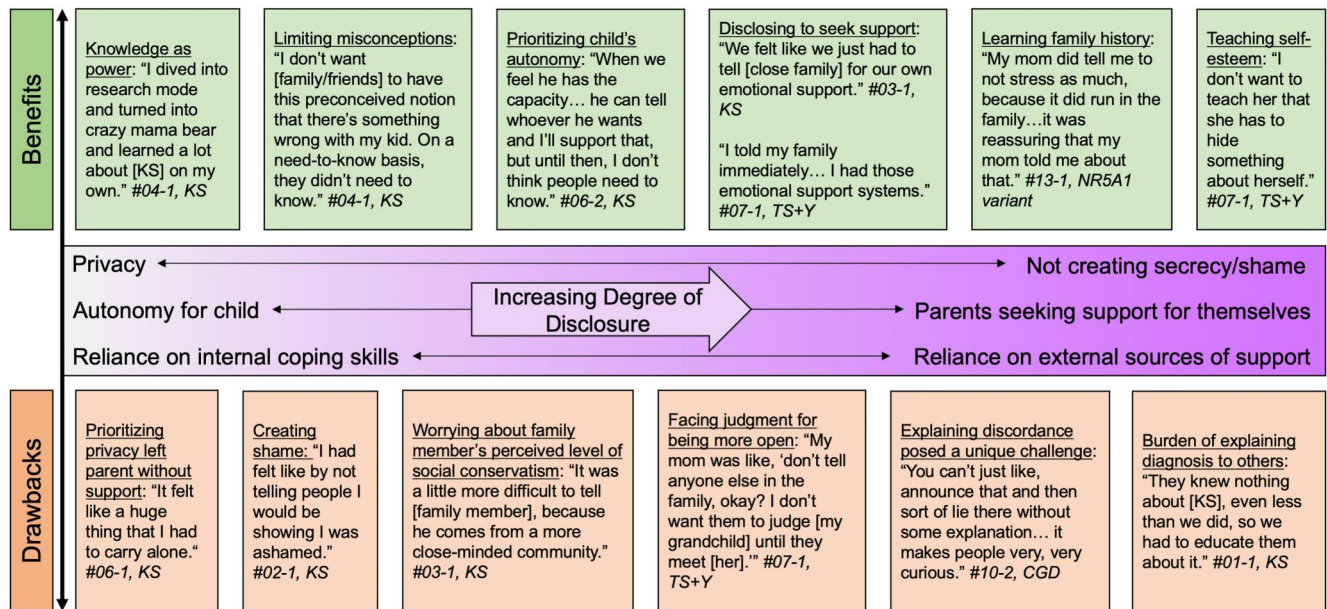 Benefits
Knowledge as
power: “I dived into
research mode
and turned into
crazy mama bear
and learned a lot
about [KS] on my
own.” #04-1, KS
Limiting misconceptions:
“I don’t want
[family/friends] to have
this preconceived notion
that there’s something
wrong with my kid. On a
need-to-know basis,
they didn’t need to
know.” #04-1, KS
Prioritizing child’s
autonomy: “When we
feel he has the
capacity… he can tell
whoever he wants
and I’ll support that,
but until then, I don’t
think people need to
know.” #06-2, KS
Disclosing to seek support:
“We felt like we just had to
tell [close family] for our own
emotional support.” #03-1,
KS
“I told my family
immediately… I had those
emotional support systems.”
#07-1, TS+Y
Learning family history:
“My mom did tell me to
not stress as much,
because it did run in the
family…it was
reassuring that my
mom told me about
that.” #13-1, NR5A1
variant
Teaching self-
esteem: “I
don’t want to
teach her that
she has to
hide
something
about herself.”
#07-1, TS+Y
Privacy
Not creating secrecy/shame
Autonomy for child
Increasing Degree of
Disclosure
Parents seeking support for themselves
Reliance on internal coping skills
Reliance on external sources of support
Drawbacks
Prioritizing
privacy left
parent without
support: “It felt
like a huge
thing that I had
to carry alone.“
#06-1, KS
Creating
shame: “I had
felt like by not
telling people I
would be
showing I was
ashamed.”
#02-1, KS
Worrying about family
member’s perceived level of
social conservatism: “It was
a little more difficult to tell
[family member], because
he comes from a more
close-minded community.”
#03-1, KS
Facing judgment for
being more open: “My
mom was like, ‘don’t tell
anyone else in the
family, okay? I don’t
want them to judge [my
grandchild] until they
meet [her].’” #07-1,
TS+Y
Explaining discordance
posed a unique challenge:
“You can’t just like,
announce that and then
sort of lie there without
some explanation… it
makes people very, very
curious.” #10-2, CGD
Burden of explaining
diagnosis to others:
“They knew nothing
about [KS], even less
than we did, so we
had to educate them
about it.” #01-1, KS